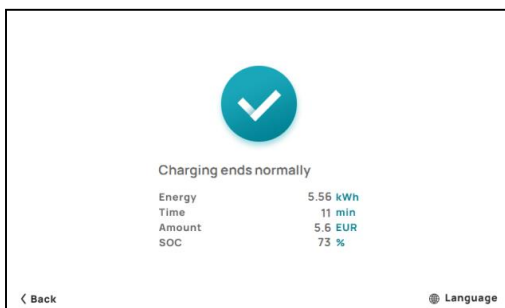 Charging ends normally
Energy 5.56 kWh
Time 11 min
Amount 5.6 EUR
SOC 73 %
Back
Language